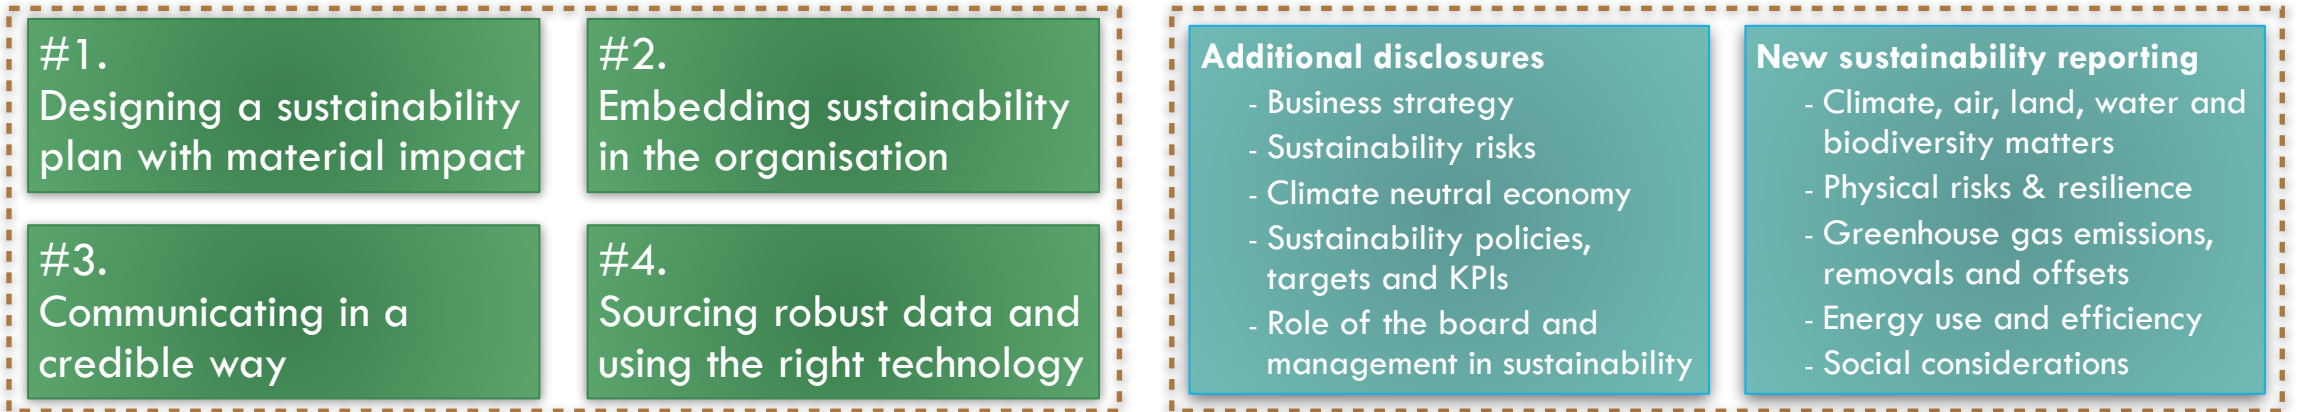 #1.
Designing a sustainability
plan with material impact
#2.
Embedding sustainability
in the organisation
#3.
Communicating in a
credible way
#4.
Sourcing robust data and
using the right technology
Additional disclosures
- Business strategy
- Sustainability risks
- Climate neutral economy
- Sustainability policies,
targets and KPIs
- Role of the board and
management in sustainability
New sustainability reporting
- Climate, air, land, water and
biodiversity matters
- Physical risks & resilience
- Greenhouse gas emissions,
removals and offsets
- Energy use and efficiency
- Social considerations